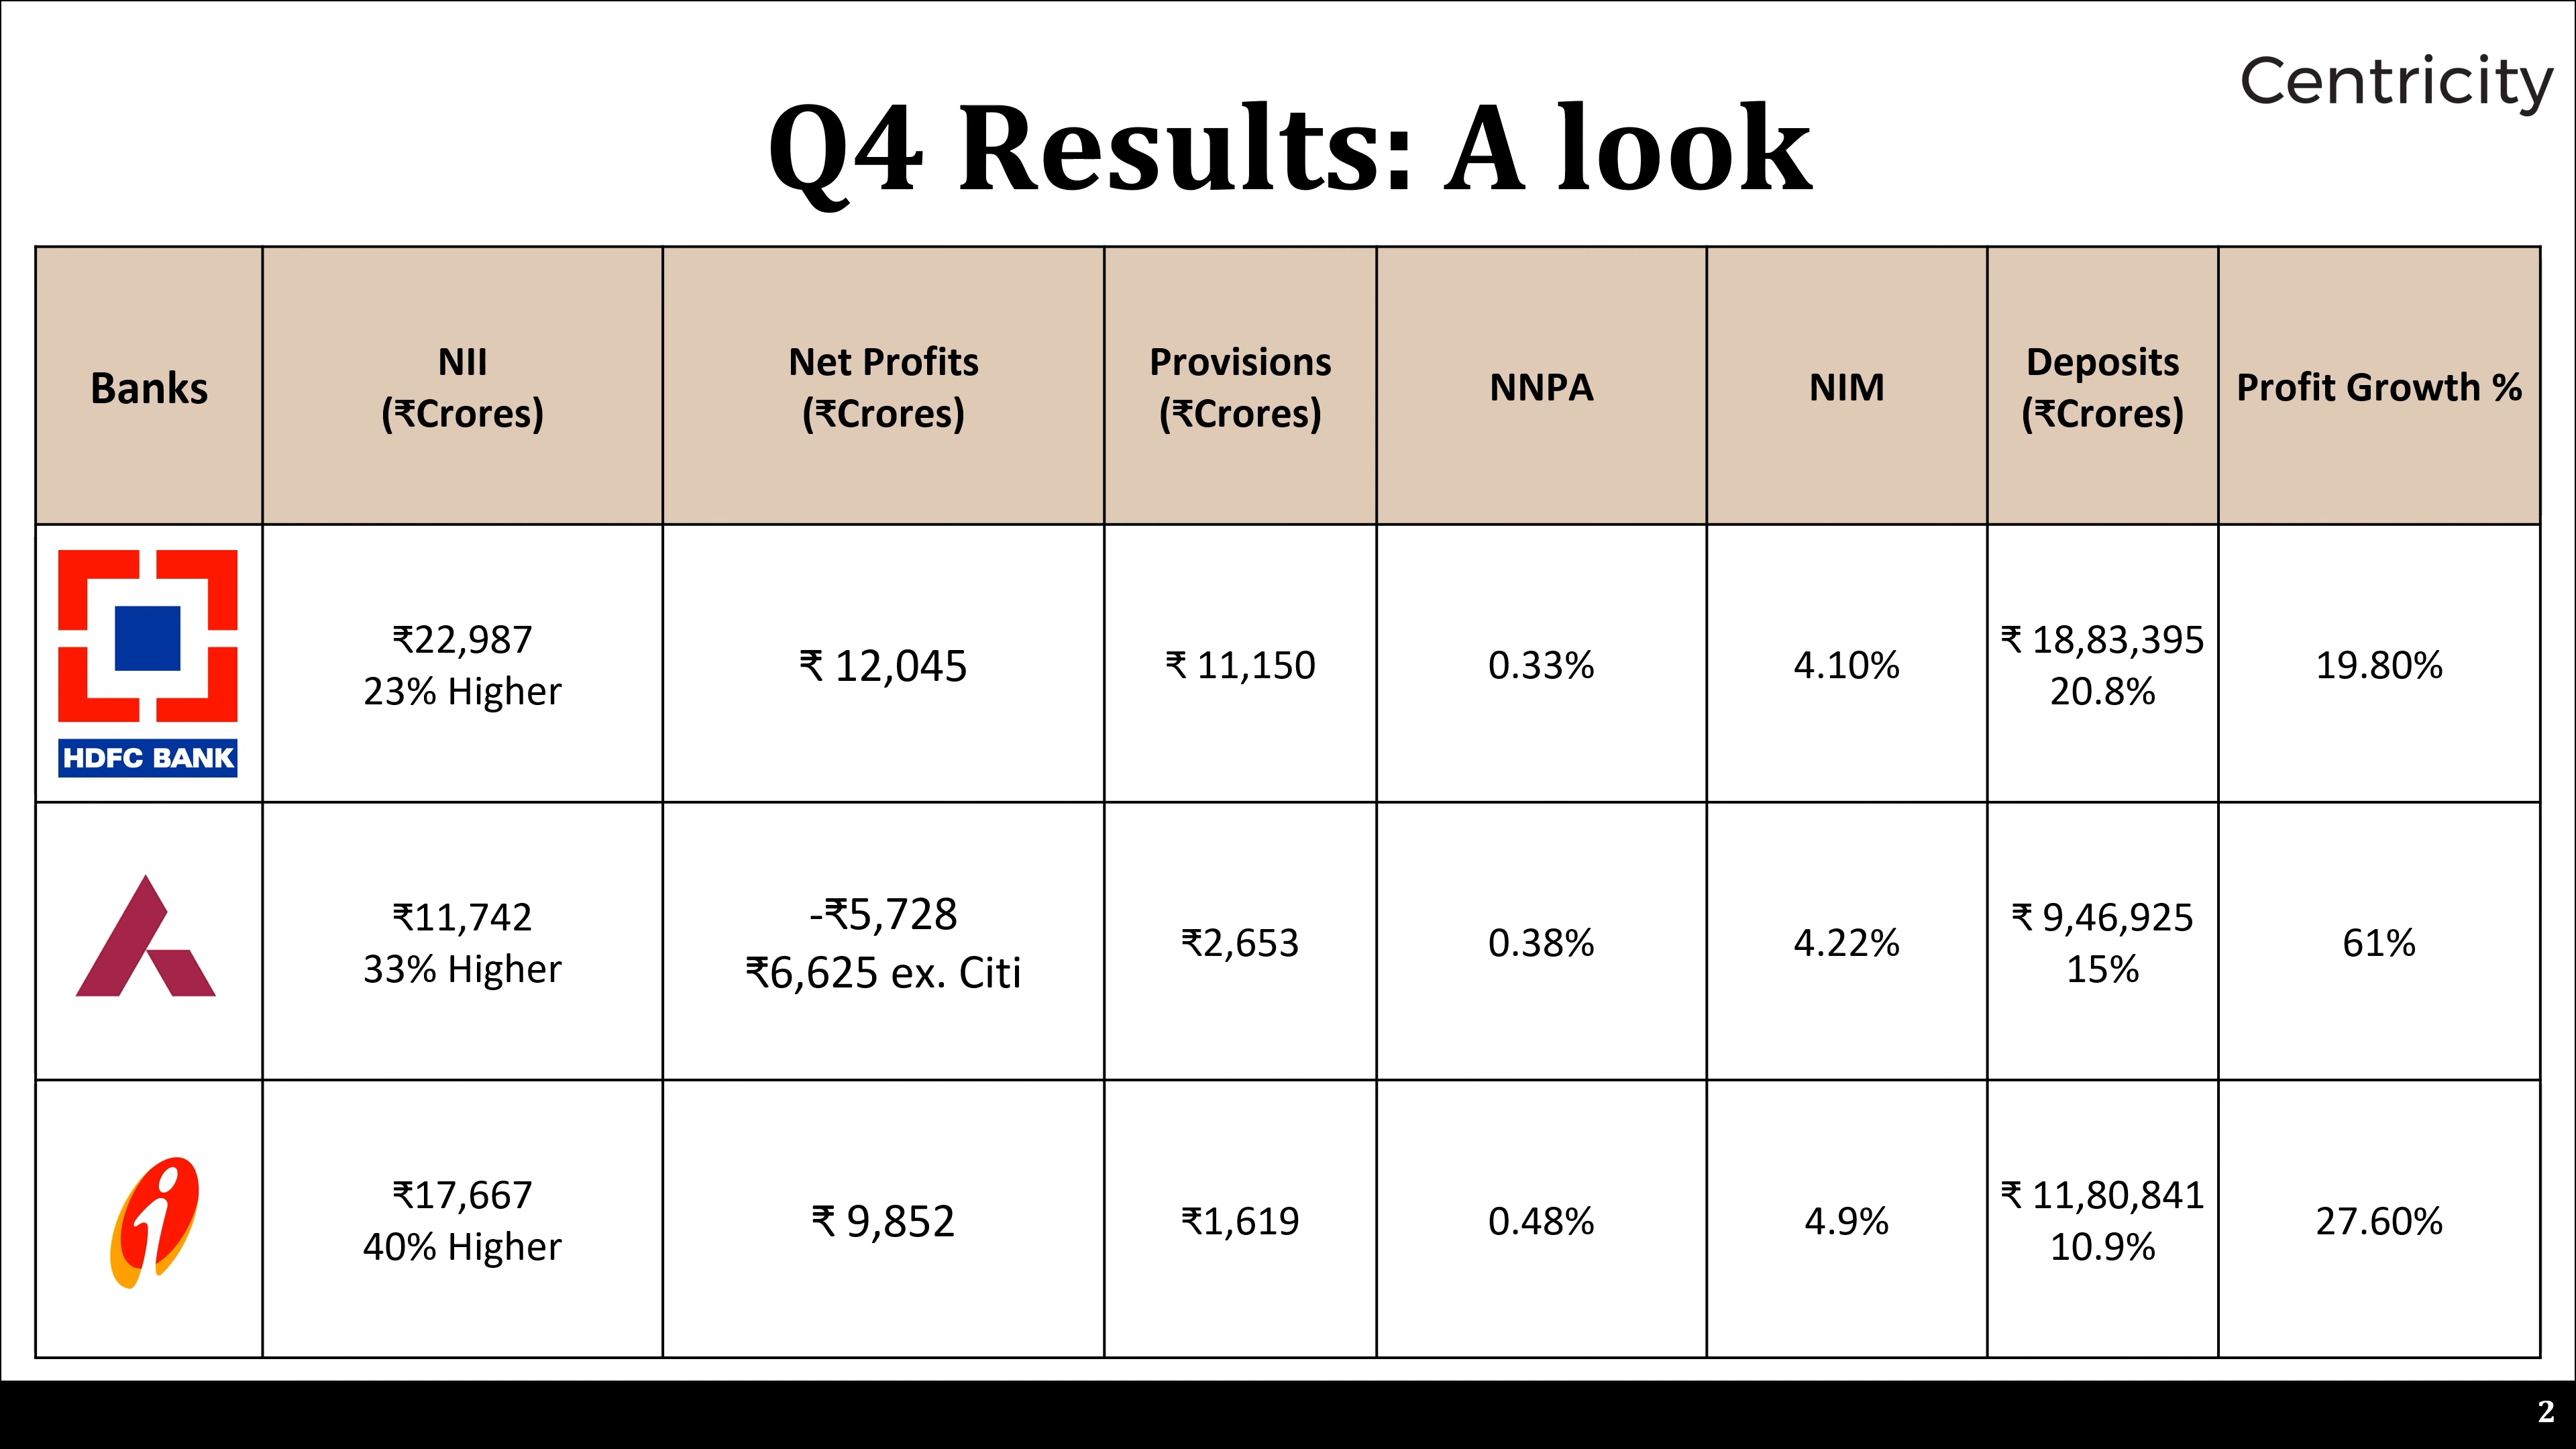 Centricity
Q4 Results: A look
Banks
NII
(₹Crores)
Net Profits
(₹Crores)
Provisions
(₹Crores)
NNPA
NIM
Deposits
(₹Crores)
Profit Growth %
HDFC BANK
₹22,987
23% Higher
₹ 12,045
₹ 11,150
0.33%
4.10%
₹ 18,83,395
20.8%
19.80%
₹11,742
33% Higher
-₹5,728
₹6,625 ex. Citi
₹2,653
0.38%
4.22%
₹ 9,46,925
15%
61%
i
₹17,667
40% Higher
₹ 9,852
₹1,619
0.48%
4.9%
₹ 11,80,841
10.9%
27.60%
2